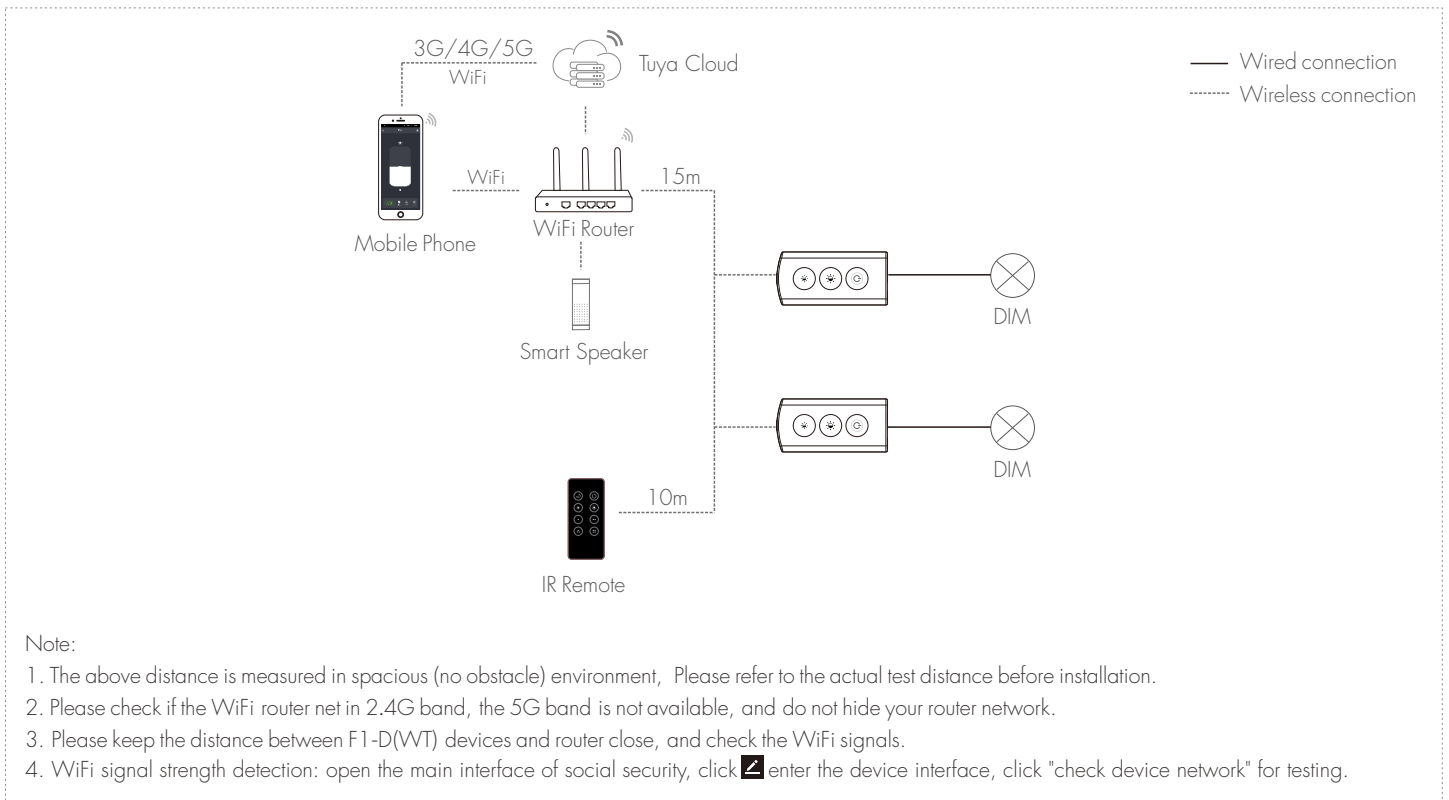 3G/4G/5G
WiFi
Tuya Cloud
Wired connection
Wireless connection
WiFi
15m
Mobile Phone
WiFi Router
Smart Speaker
DIM
DIM
10m
IR Remote
Note:
1. The above distance is measured in spacious (no obstacle) environment, Please refer to the actual test distance before installation.
2. Please check if the WiFi router net in 2.4G band, the 5G band is not available, and do not hide your router network.
3. Please keep the distance between F1-D(WT) devices and router close, and check the WiFi signals.
4. WiFi signal strength detection: open the main interface of social security, click enter the device interface, click "check device network" for testing.